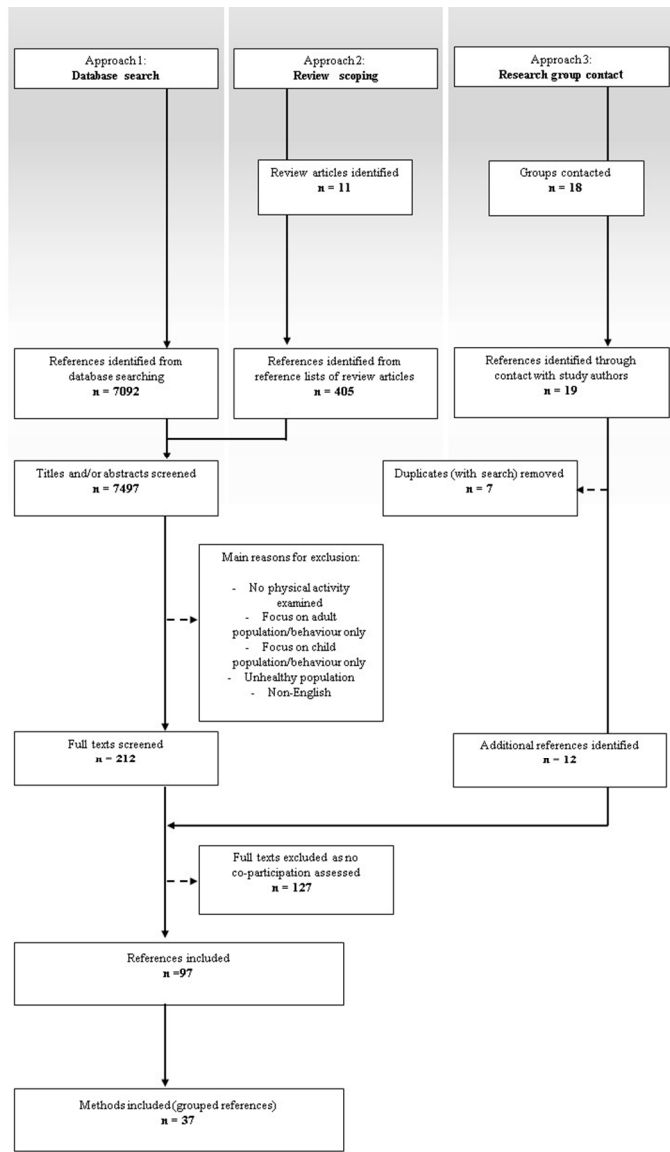 Approach 1:
Database search
Approach 2:
Review scoping
Approach 3:
Research group contact
Review articles identified
n = 11
Groups contacted
n = 18
References identified from
database searching
n = 7092
References identified from
reference lists of review articles
n = 405
References identified through
contact with study authors
n = 19
Titles and/or abstracts screened
n = 7497
Duplicates (with search) removed
n = 7
Main reasons for exclusion:
- No physical activity
examined
- Focus on adult
population/behaviour only
- Focus on child
population/behaviour only
- Unhealthy population
- Non-English
Full texts screened
n = 212
Additional references identified
n = 12
Full texts excluded as no
co-participation assessed
n = 127
References included
n =97
Methods included (grouped references)
n = 37